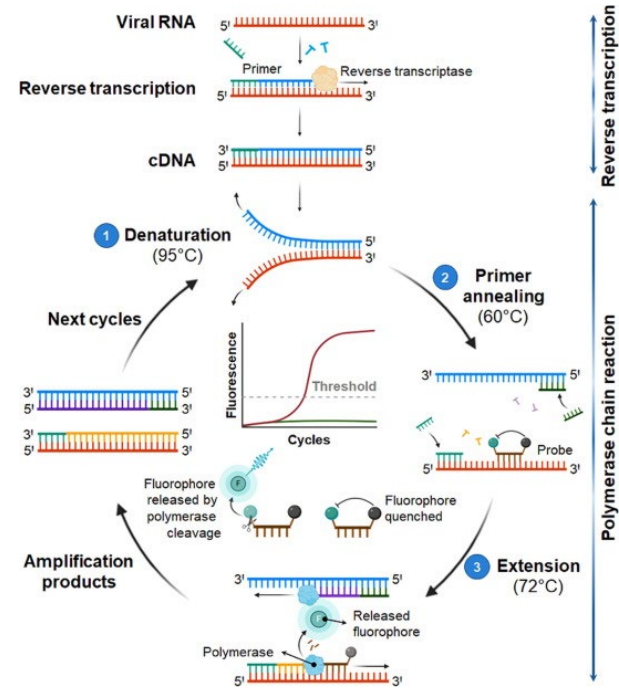 Viral RNA
5'
3'
Primer
Reverse transcriptase
Reverse transcription
5'
3'
cDNA
3'
5'
5'
3'
Reverse transcription
1
Denaturation
(95°C)
5'
3'
2
Primer
annealing
(60°C)
Next cycles
Fluorescence
Threshold
Cycles
3'
5'
5'
3'
3'
5'
5'
3'
3'
5'
Probe
5'
3'
Polymerase chain reaction
F
Fluorophore
released by
polymerase
cleavage
Fluorophore
quenched
3
Extension
(72°C)
Amplification
products
3'
5'
F
Released
fluorophore
Polymerase
5'
3'